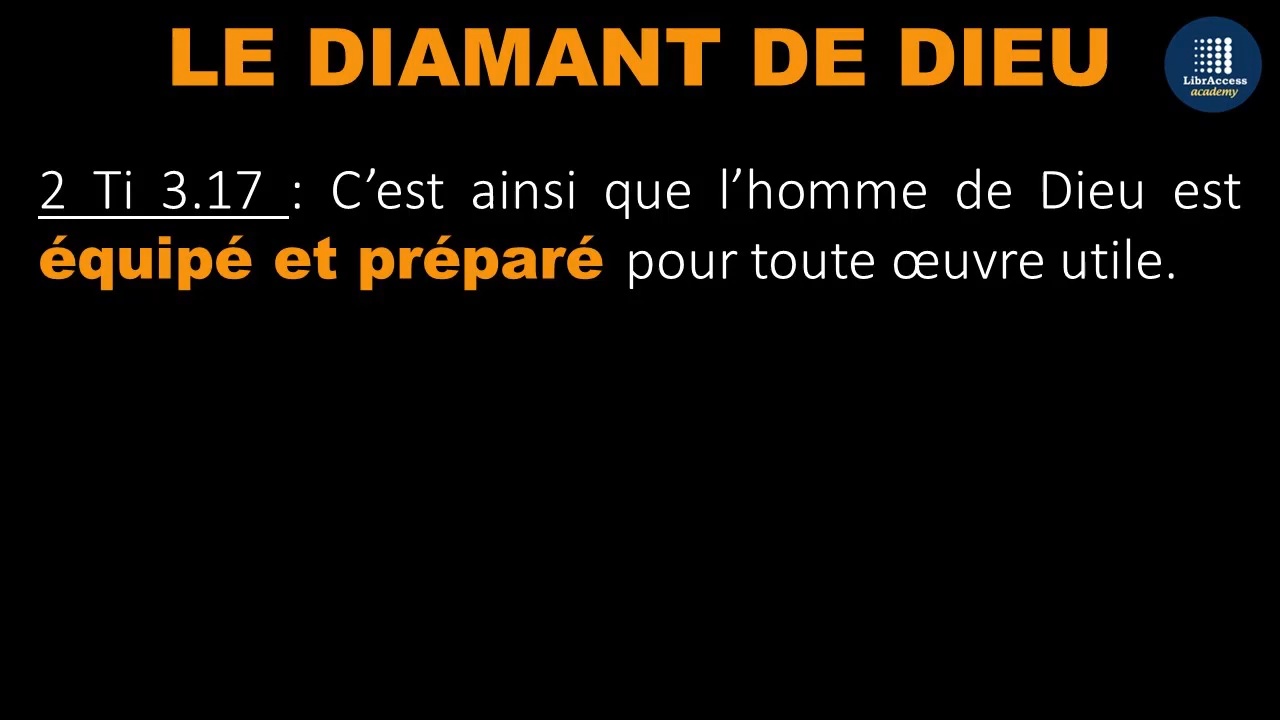 LE DIAMANT DE DIEU
LibrAccess
academy
2 Ti 3.17 : C’est ainsi que l’homme de Dieu est
équipé et préparé pour toute œuvre utile.